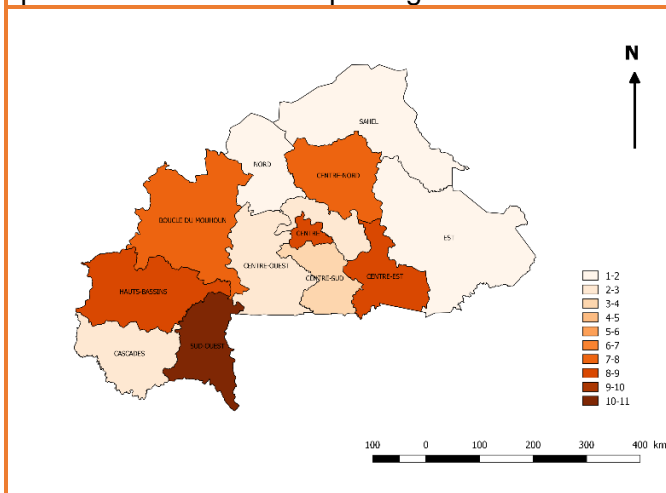 N
SAHEL
NORD
CENTRE-NORD
BOUCLE DU MOUHOUN
EST
CENTRE
CENTRE-OUEST
CENTRE-SUD
CENTRE-EST
HAUTS-BASSINS
SUD-OUEST
CASCADES
1-2
2-3
3-4
4-5
5-6
6-7
7-8
8-9
9-10
10-11
100 0 100 200 300 400 km